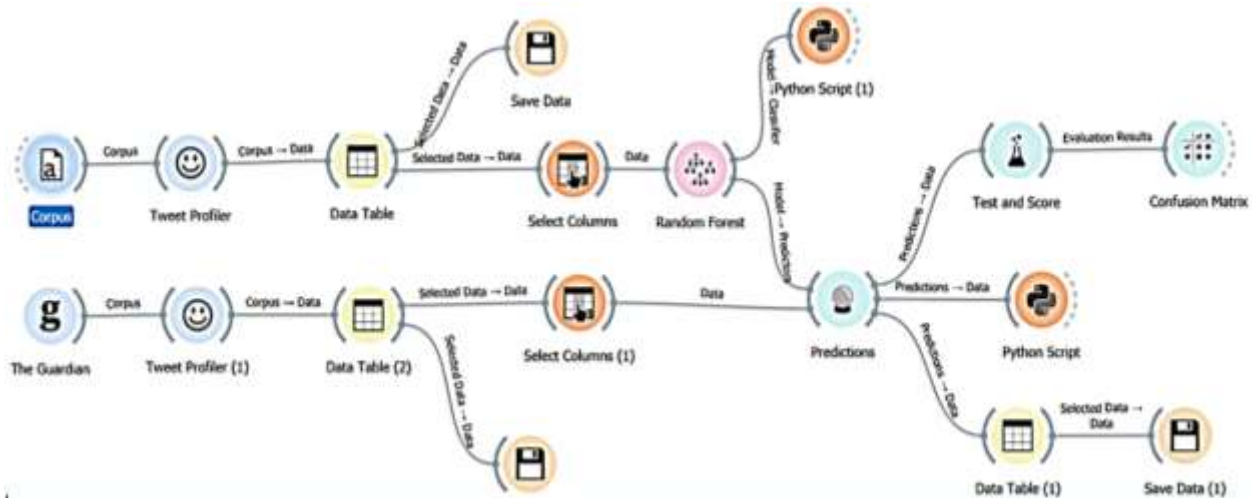 Save Data
Selected Data → Data
Model → Classifier
Python Script (1)
a
Corpus
Corpus
Tweet Profiler
Corpus → Data
Data Table
Selected Data → Data
Select Columns
Data
Random Forest
Model → Predictions
Predictions → Data
Test and Score
Evaluation Results
Confusion Matrix
g
The Guardian
Corpus
Tweet Profiler (1)
Corpus → Data
Data Table (2)
Selected Data → Data
Select Columns (1)
Data
Predictions
Predictions → Data
Python Script
Selected Data → Data
Predictions → Data
Data Table (1)
Selected Data →
Data
Save Data (1)